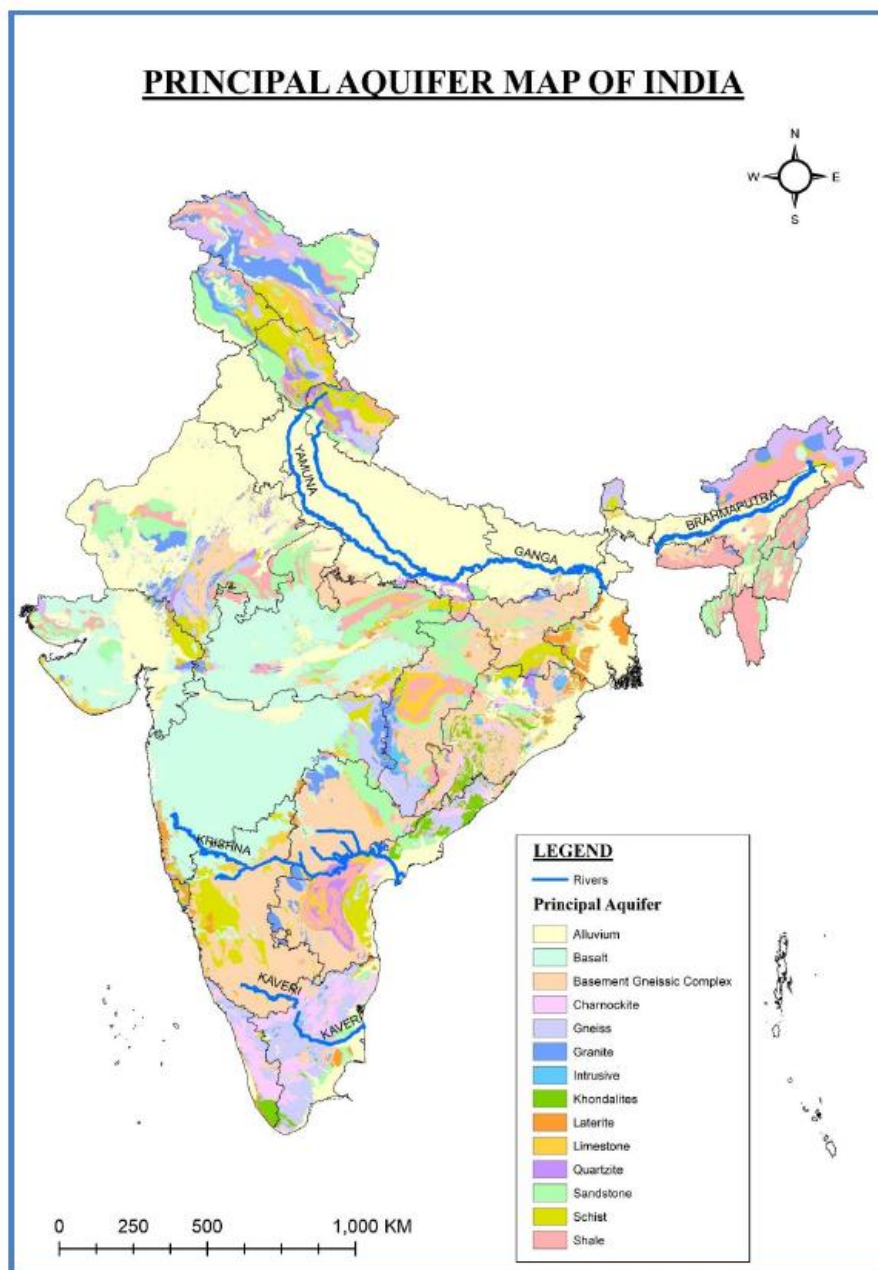 PRINCIPAL AQUIFER MAP OF INDIA
N
W
E
S
YAMUNA
GANGA
BRAHMAPUTRA
KRISHNA
KAVERI
KAVERI
LEGEND
Rivers
Principal Aquifer
Alluvium
Basalt
Basement Gneissic Complex
Charnockite
Gneiss
Granite
Intrusive
Khondalites
Laterite
Limestone
Quartzite
Sandstone
Schist
Shale
0 500 1,000 KM